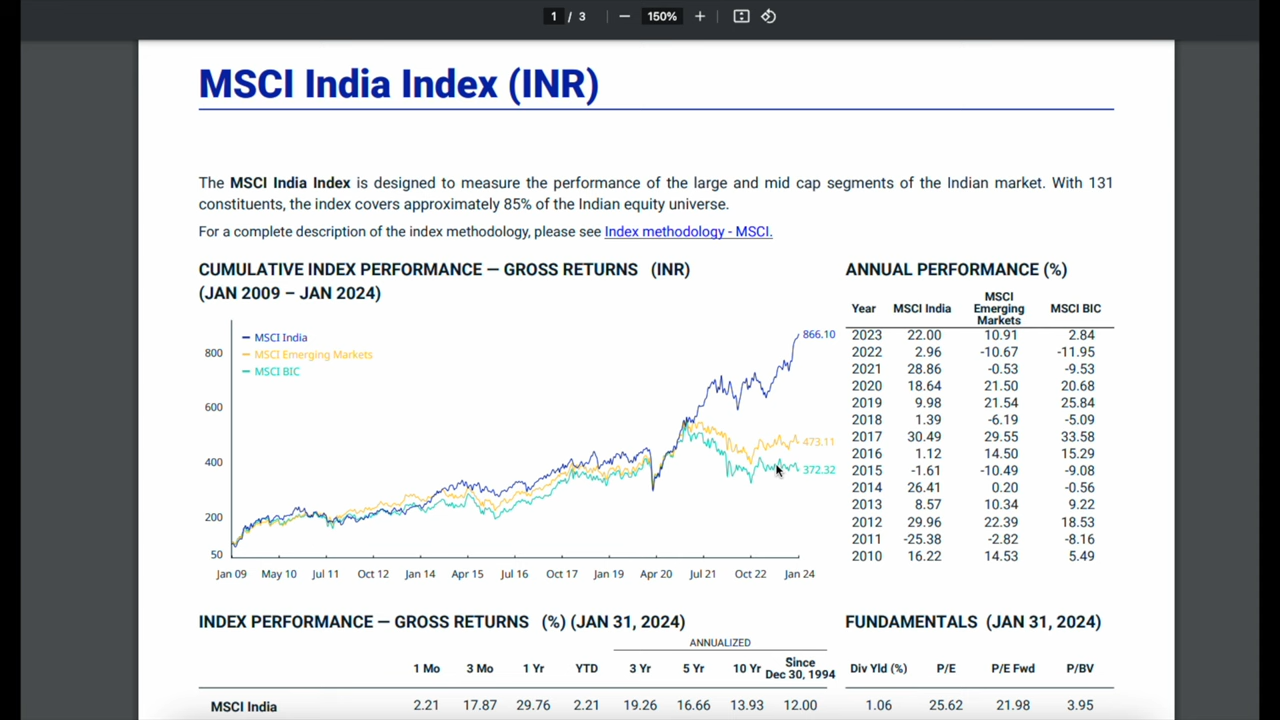 1 / 3 150%
MSCI India Index (INR)
The MSCI India Index is designed to measure the performance of the large and mid cap segments of the Indian market. With 131
constituents, the index covers approximately 85% of the Indian equity universe.
For a complete description of the index methodology, please see Index methodology - MSCI.
CUMULATIVE INDEX PERFORMANCE — GROSS RETURNS (INR)
(JAN 2009 – JAN 2024)
MSCI India
MSCI Emerging Markets
MSCI BIC
800
600
400
200
50
866.10
473.11
372.32
Jan 09 May 10 Jul 11 Oct 12 Jan 14 Apr 15 Jul 16 Oct 17 Jan 19 Apr 20 Jul 21 Oct 22 Jan 24
ANNUAL PERFORMANCE (%)
Year MSCI India MSCI Emerging Markets MSCI BIC
2023 22.00 10.91 2.84
2022 2.96 -10.67 -11.95
2021 28.86 -0.53 -9.53
2020 18.64 21.50 20.68
2019 9.98 21.54 25.84
2018 1.39 -6.19 -5.09
2017 30.49 29.55 33.58
2016 1.12 14.50 15.29
2015 -1.61 -10.49 -9.08
2014 26.41 0.20 -0.56
2013 8.57 10.34 9.22
2012 29.96 22.39 18.53
2011 -25.38 -2.82 -8.16
2010 16.22 14.53 5.49
INDEX PERFORMANCE — GROSS RETURNS (%) (JAN 31, 2024)
ANNUALIZED
1 Mo 3 Mo 1 Yr YTD 3 Yr 5 Yr 10 Yr Since Dec 30, 1994
MSCI India 2.21 17.87 29.76 2.21 19.26 16.66 13.93 12.00
FUNDAMENTALS (JAN 31, 2024)
Div Yld (%) P/E P/E Fwd P/BV
1.06 25.62 21.98 3.95